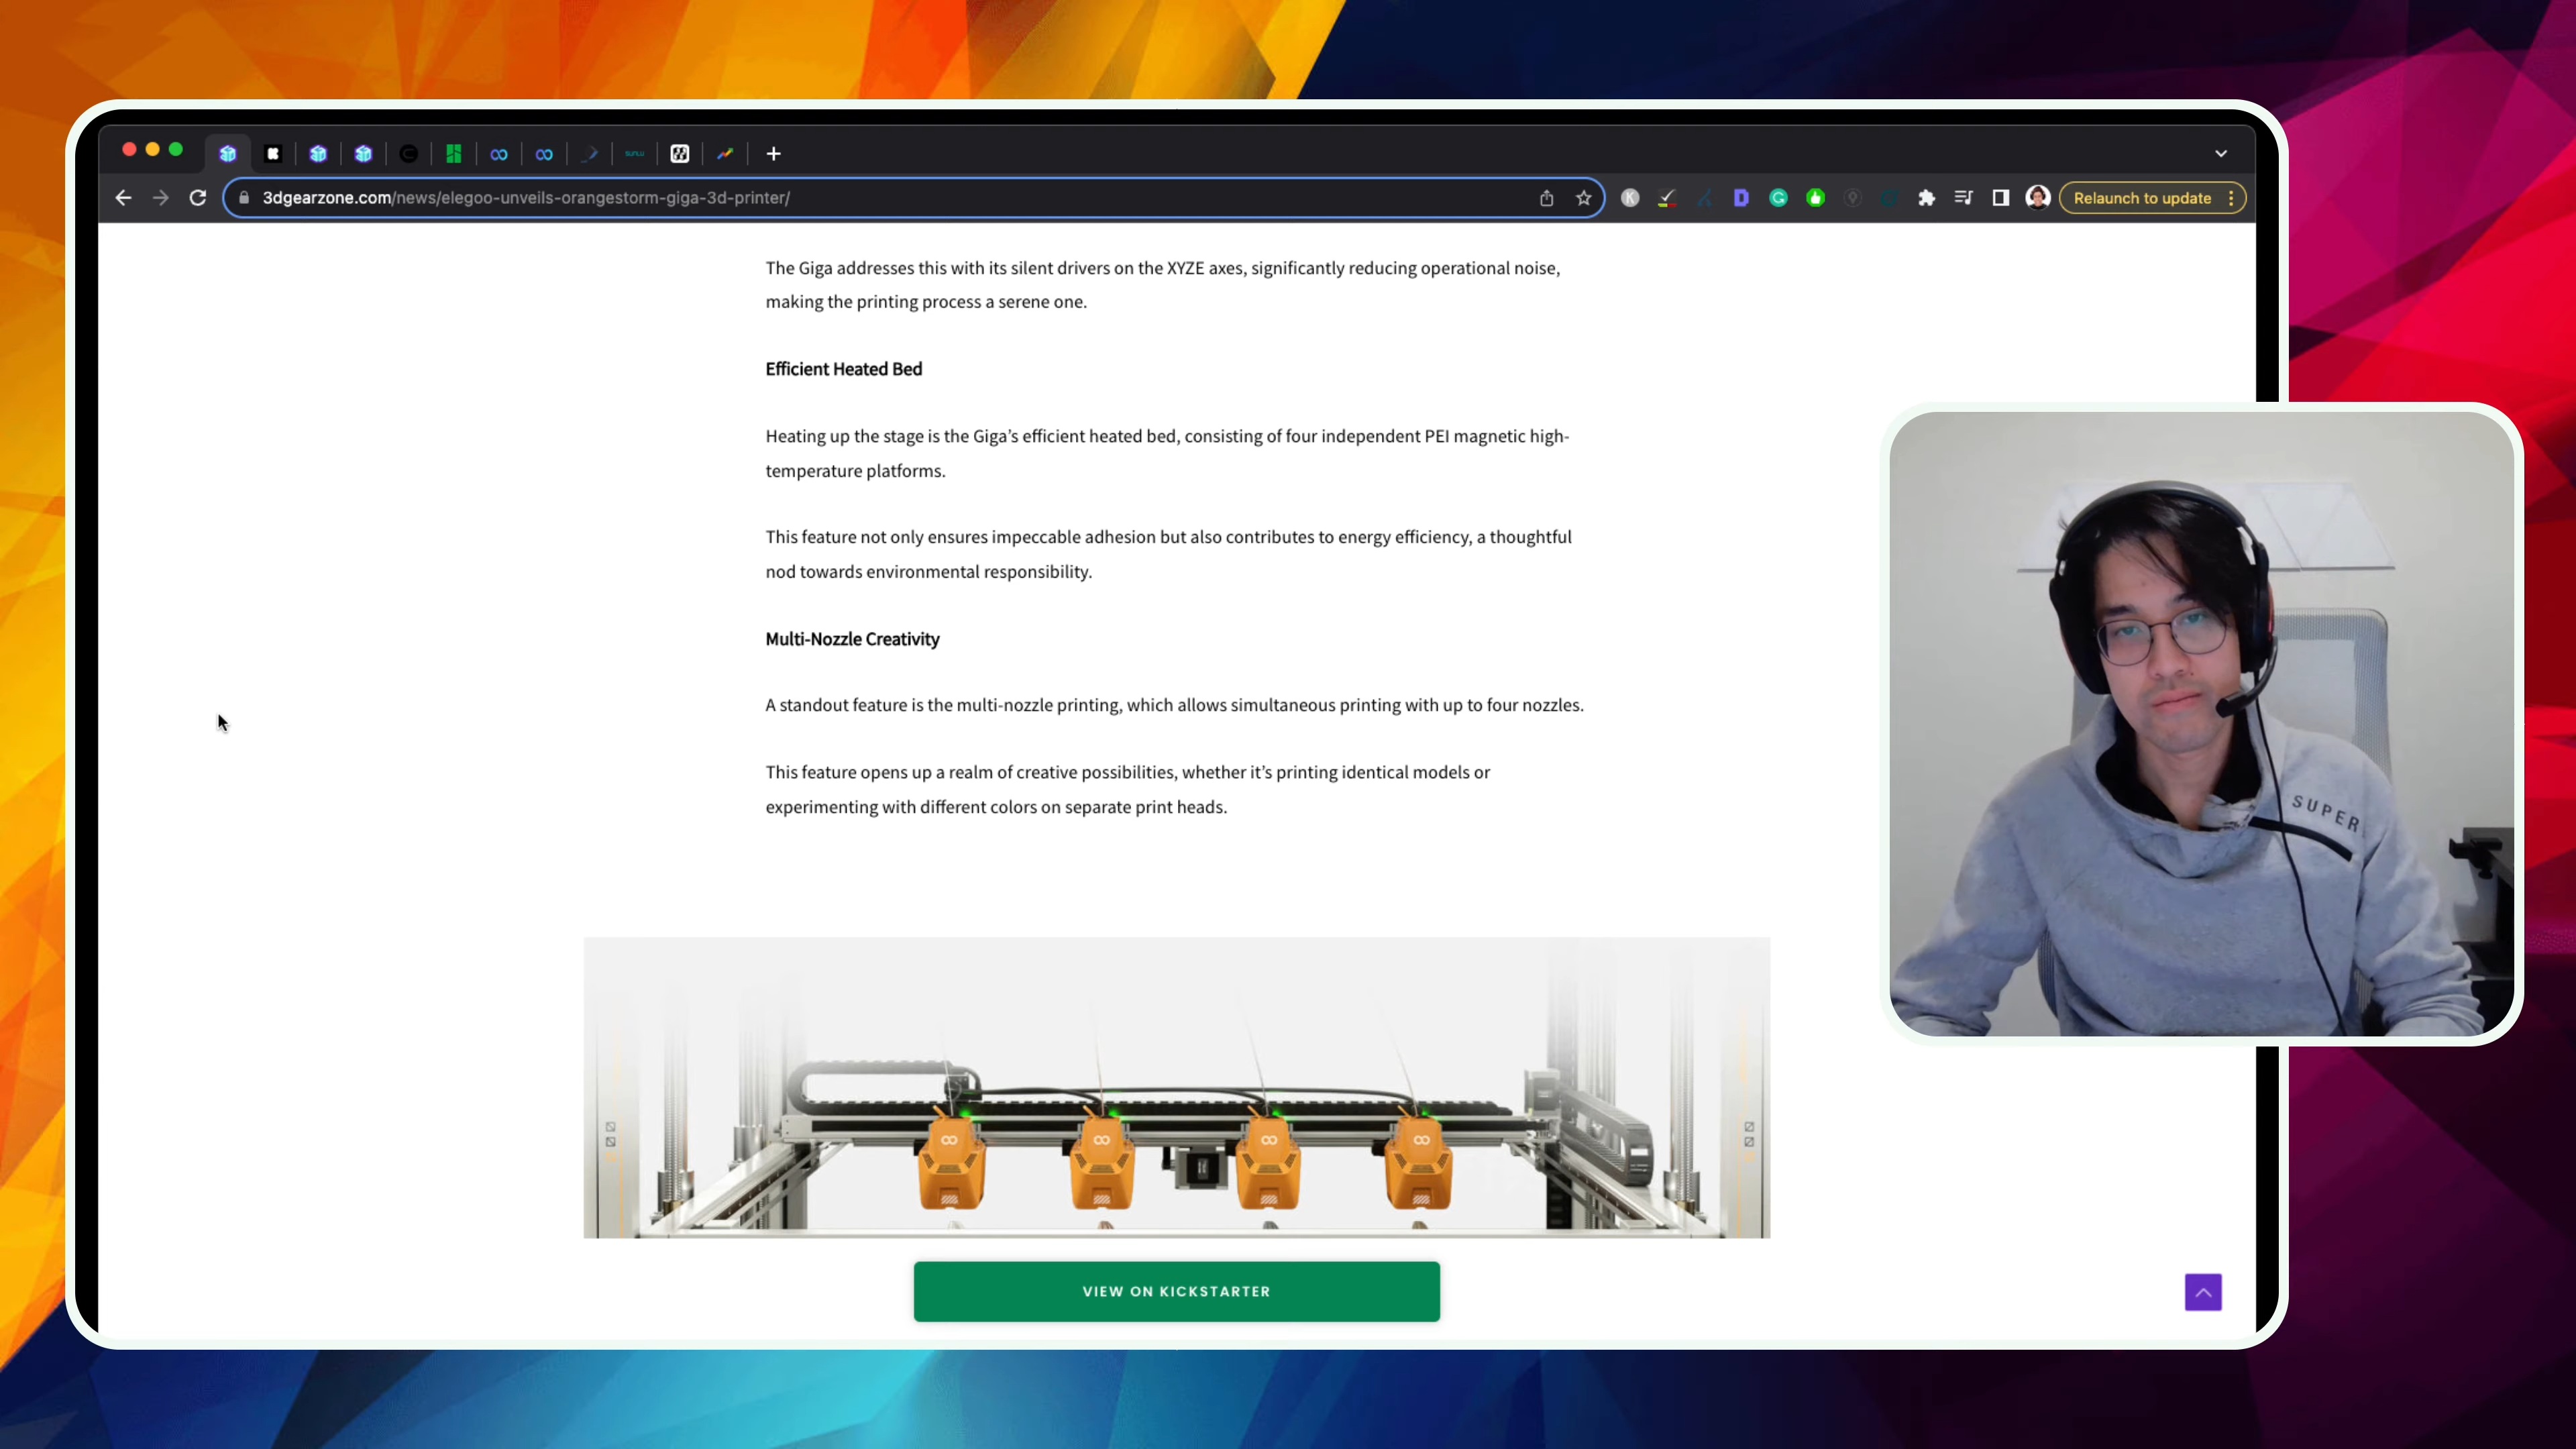 3dgearzone.com/news/elegoo-unveils-orangestorm-giga-3d-printer/
Relaunch to update
The Giga addresses this with its silent drivers on the XYZE axes, significantly reducing operational noise,
making the printing process a serene one.
Efficient Heated Bed
Heating up the stage is the Giga’s efficient heated bed, consisting of four independent PEI magnetic high-
temperature platforms.
This feature not only ensures impeccable adhesion but also contributes to energy efficiency, a thoughtful
nod towards environmental responsibility.
Multi-Nozzle Creativity
A standout feature is the multi-nozzle printing, which allows simultaneous printing with up to four nozzles.
This feature opens up a realm of creative possibilities, whether it’s printing identical models or
experimenting with different colors on separate print heads.
VIEW ON KICKSTARTER
SUPER